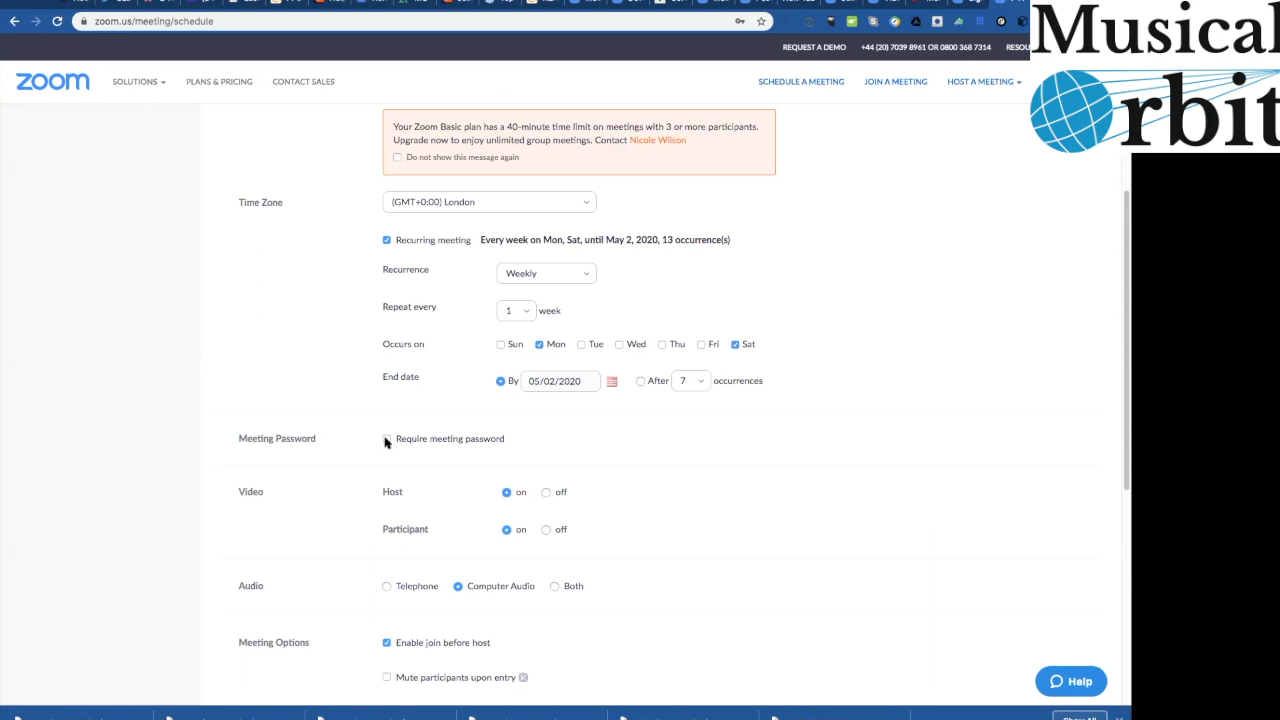 zoom.us/meeting/schedule
REQUEST A DEMO +44 (20) 7039 8961 OR 0800 368 7314 RESOU
Musical
Orbit
zoom SOLUTIONS PLANS & PRICING CONTACT SALES SCHEDULE A MEETING JOIN A MEETING HOST A MEETING
Your Zoom Basic plan has a 40-minute time limit on meetings with 3 or more participants.
Upgrade now to enjoy unlimited group meetings. Contact Nicole Wilson
Do not show this message again
Time Zone (GMT+0:00) London
Recurring meeting Every week on Mon, Sat, until May 2, 2020, 13 occurrence(s)
Recurrence Weekly
Repeat every 1 week
Occurs on Sun Mon Tue Wed Thu Fri Sat
End date By 05/02/2020 After 7 occurrences
Meeting Password Require meeting password
Video Host on off
Participant on off
Audio Telephone Computer Audio Both
Meeting Options Enable join before host
Mute participants upon entry
Help